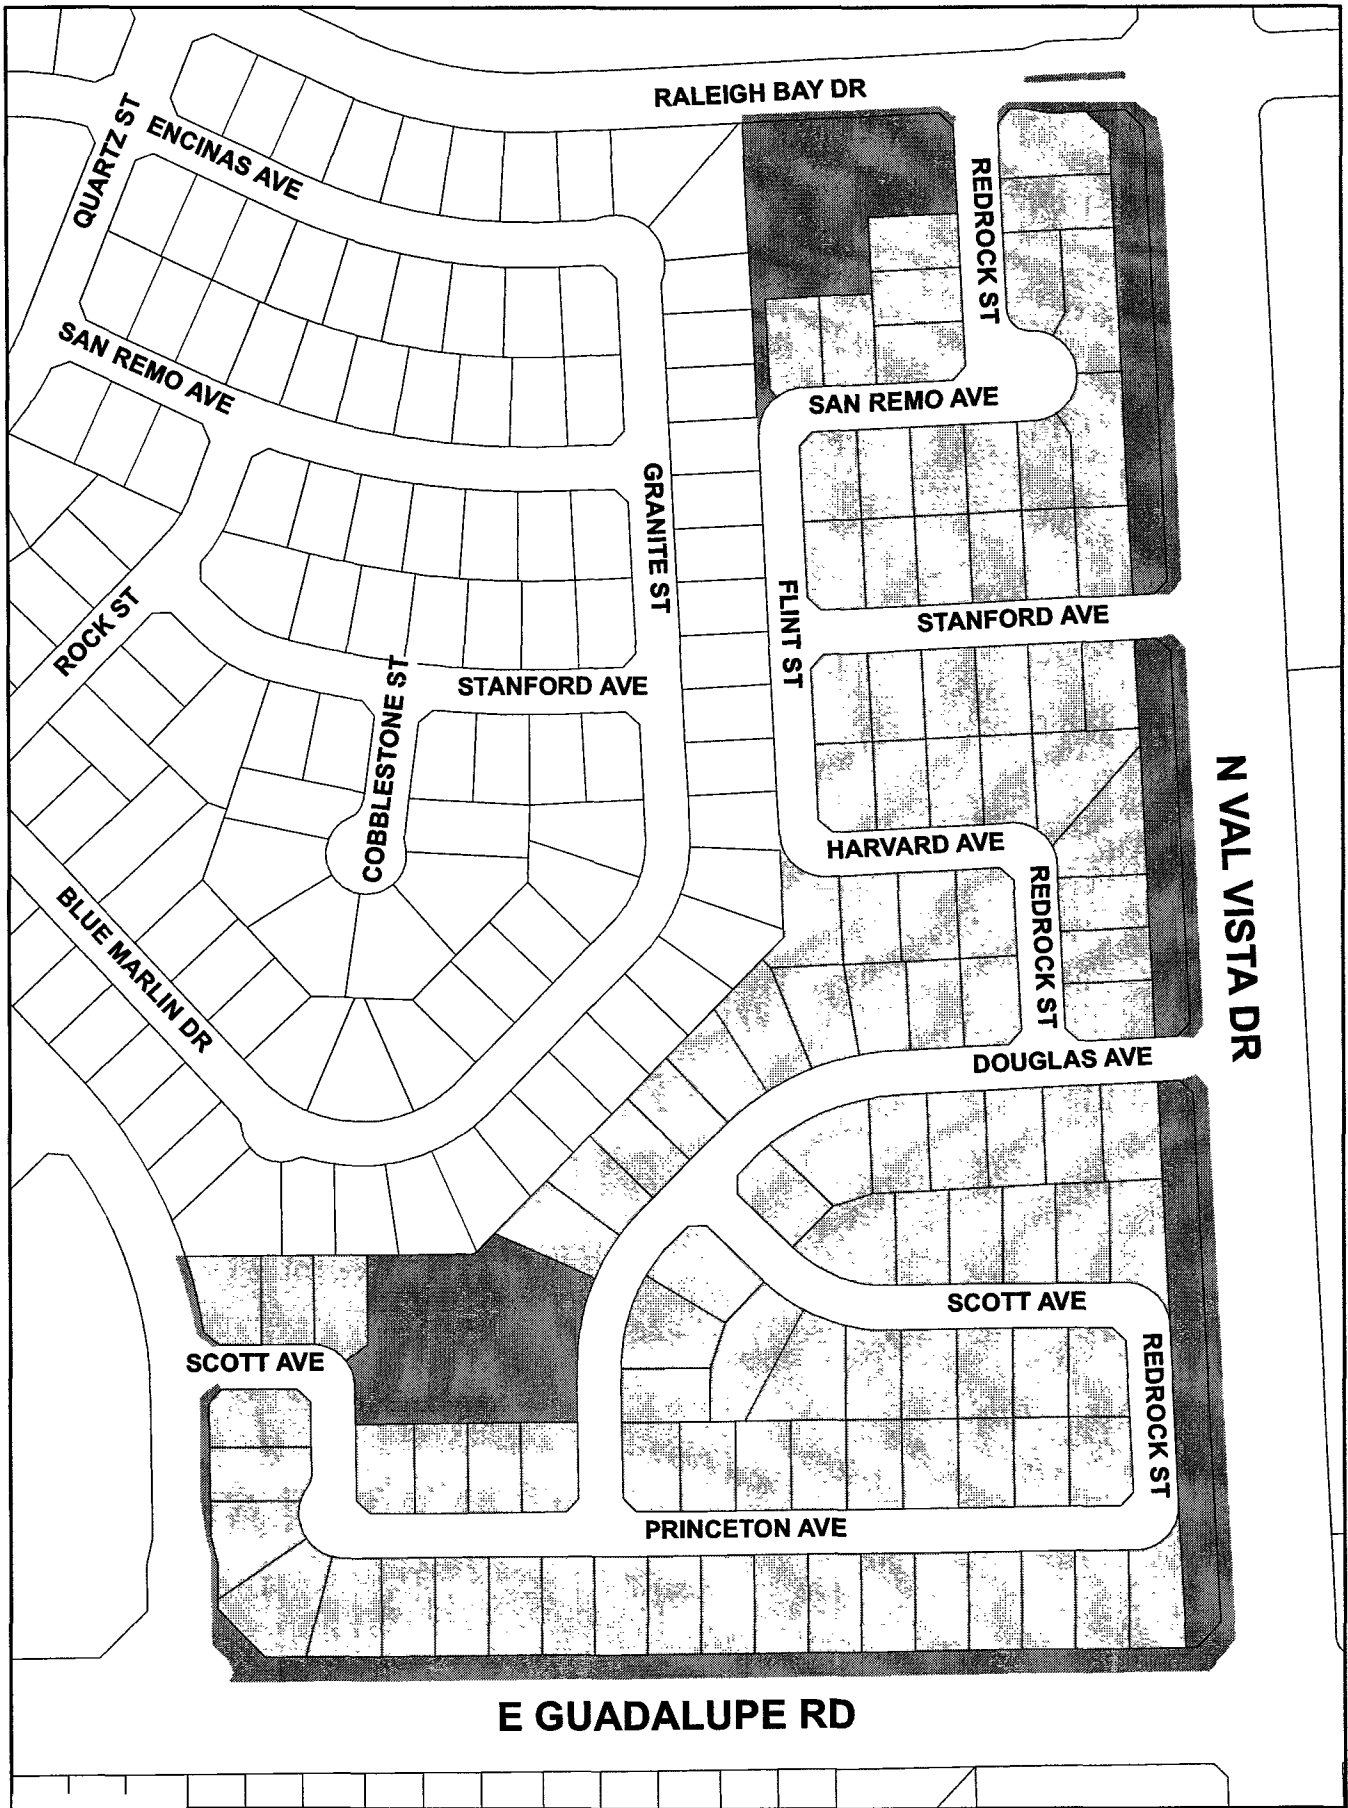 RALEIGH BAY DR
QUARTZ ST
ENCINAS AVE
REDROCK ST
SAN REMO AVE
SAN REMO AVE
GRANITE ST
FLINT ST
STANFORD AVE
ROCK ST
COBBLESTONE ST
STANFORD AVE
N VAL VISTA DR
HARVARD AVE
REDROCK ST
BLUE MARLIN DR
DOUGLAS AVE
SCOTT AVE
SCOTT AVE
REDROCK ST
PRINCETON AVE
E GUADALUPE RD